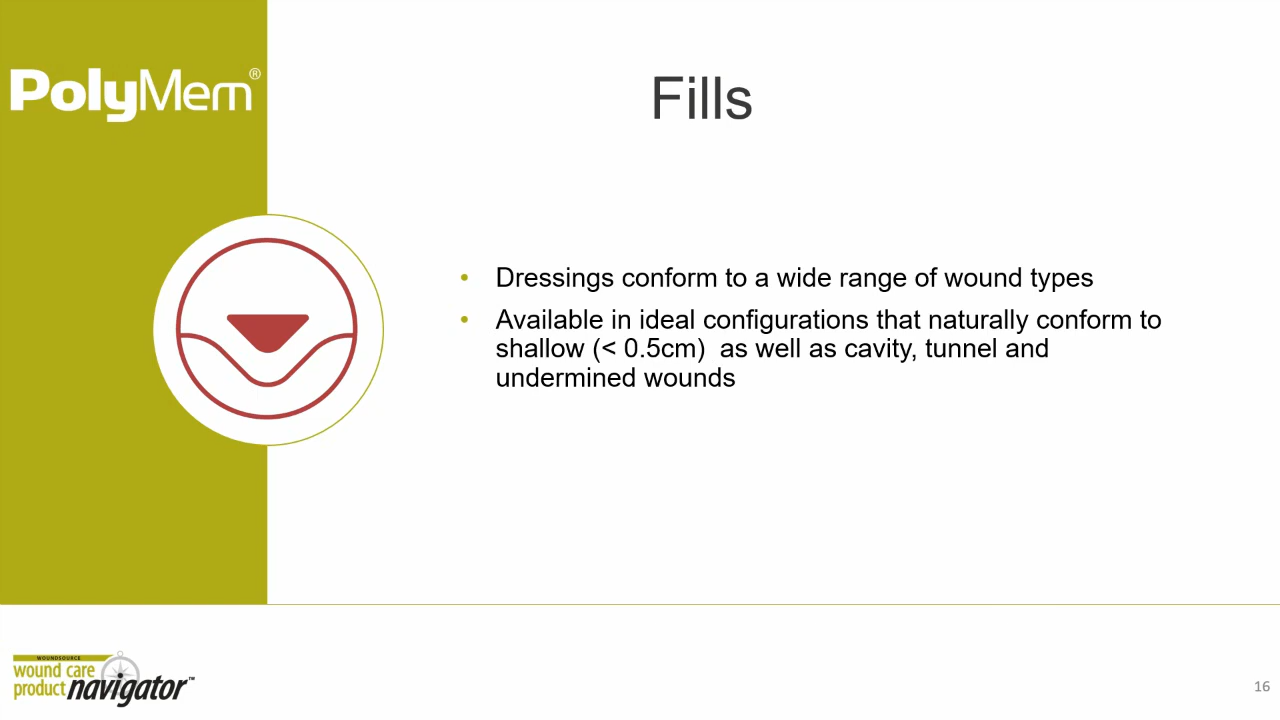 PolyMem®
Fills
• Dressings conform to a wide range of wound types
• Available in ideal configurations that naturally conform to
shallow (< 0.5cm)  as well as cavity, tunnel and
undermined wounds
WOUNDSOURCE
wound care
product navigator™
16